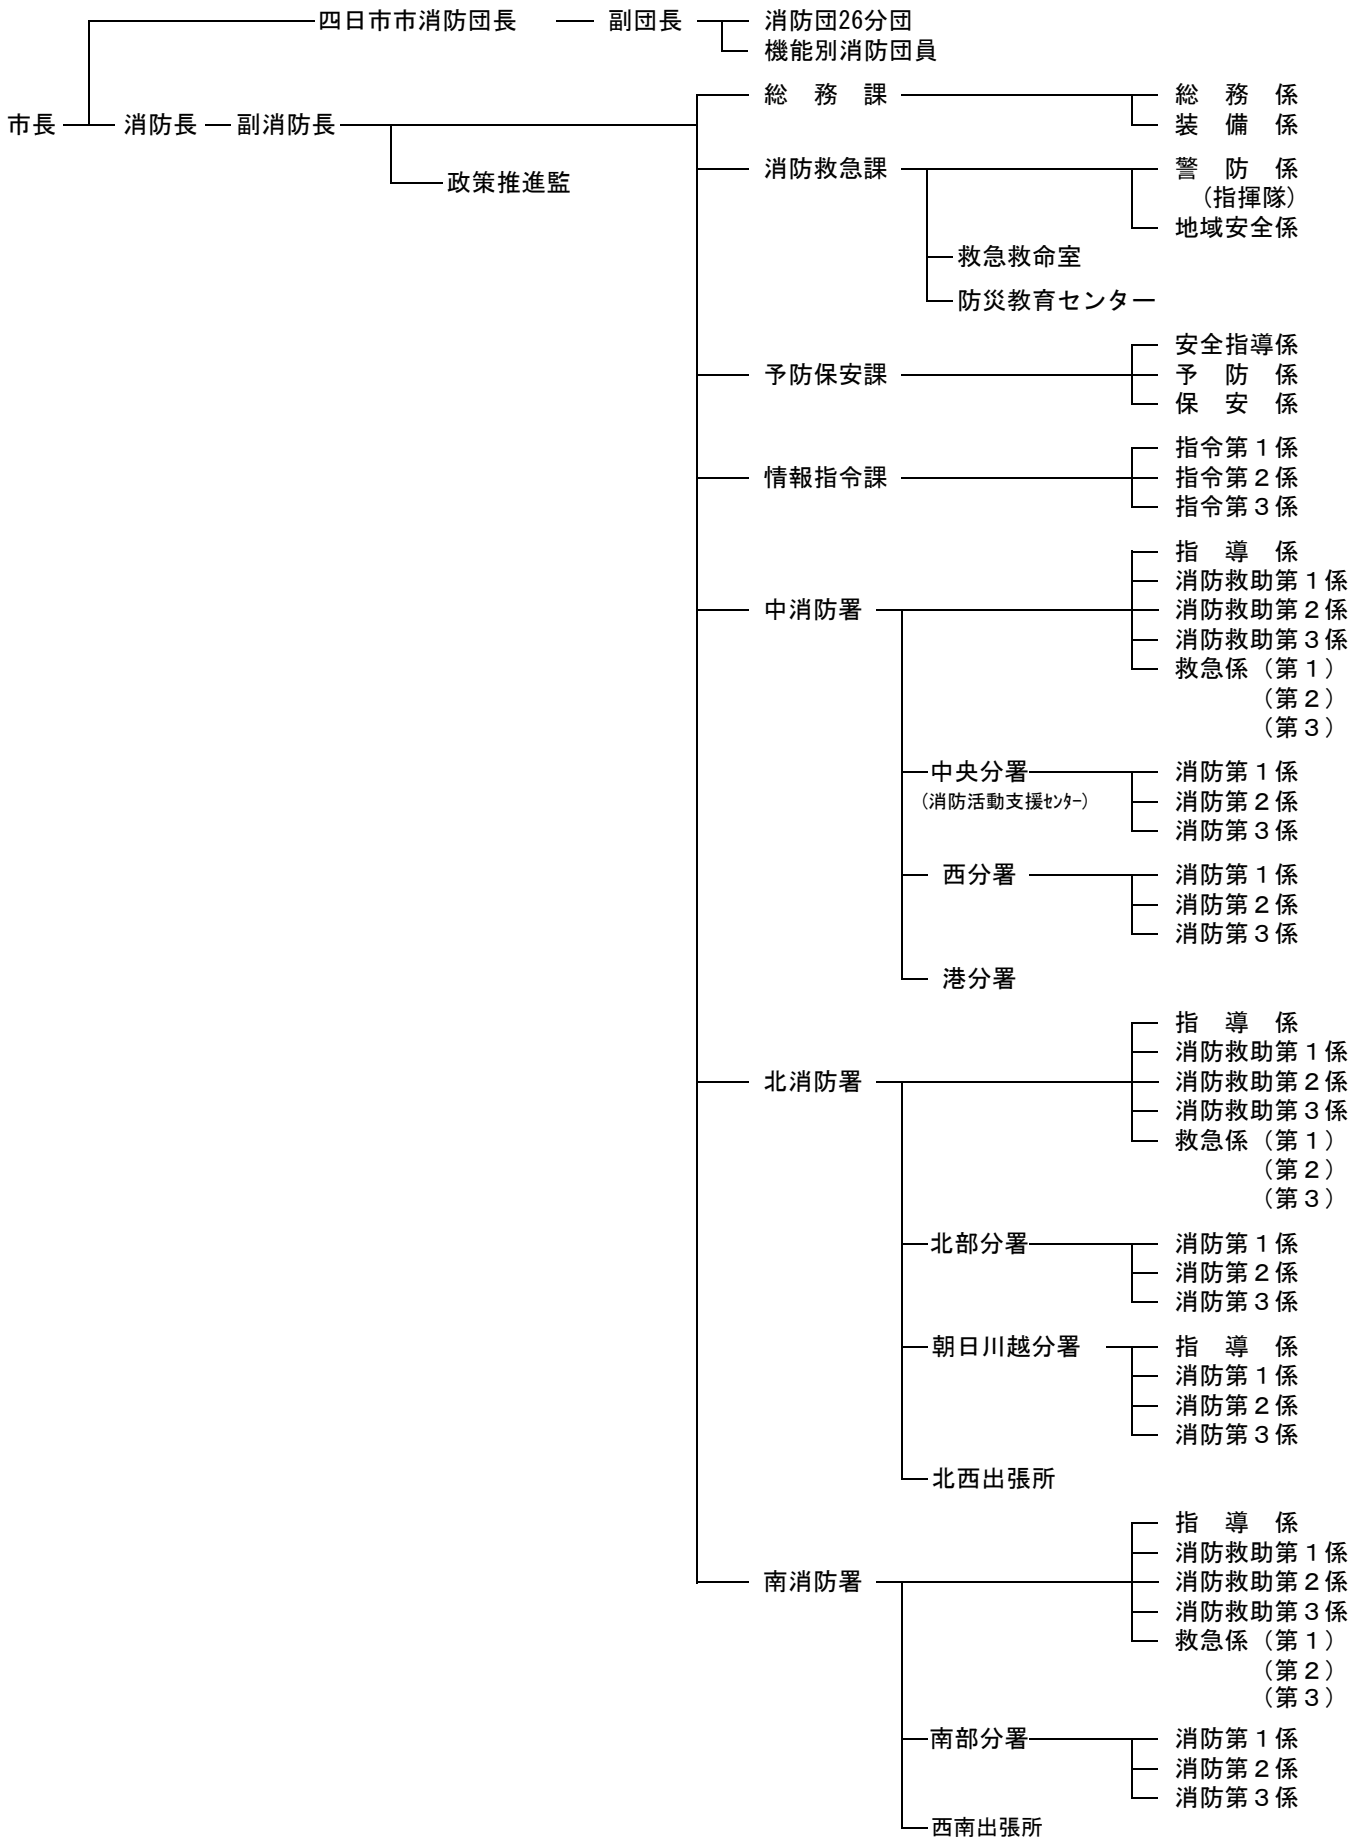 四日市市消防団長 副団長 消防団26分団
機能別消防団員
総　務　課 総　務　係
市長 消防長 副消防長 装　備　係
消防救急課 警　防　係
政策推進監
（指揮隊）
地域安全係
救急救命室
防災教育センター
安全指導係
予防保安課 予　防　係
保　安　係
指令第１係
情報指令課 指令第２係
指令第３係
指　導　係
消防救助第１係
中消防署 消防救助第２係
消防救助第３係
救急係（第１）
（第２）
（第３）
中央分署 消防第１係
（消防活動支援ｾﾝﾀｰ） 消防第２係
消防第３係
西分署 消防第１係
消防第２係
消防第３係
港分署
指　導　係
消防救助第１係
北消防署 消防救助第２係
消防救助第３係
救急係（第１）
（第２）
（第３）
北部分署 消防第１係
消防第２係
消防第３係
朝日川越分署 指　導　係
消防第１係
消防第２係
消防第３係
北西出張所
指　導　係
消防救助第１係
南消防署 消防救助第２係
消防救助第３係
救急係（第１）
（第２）
（第３）
南部分署 消防第１係
消防第２係
消防第３係
西南出張所